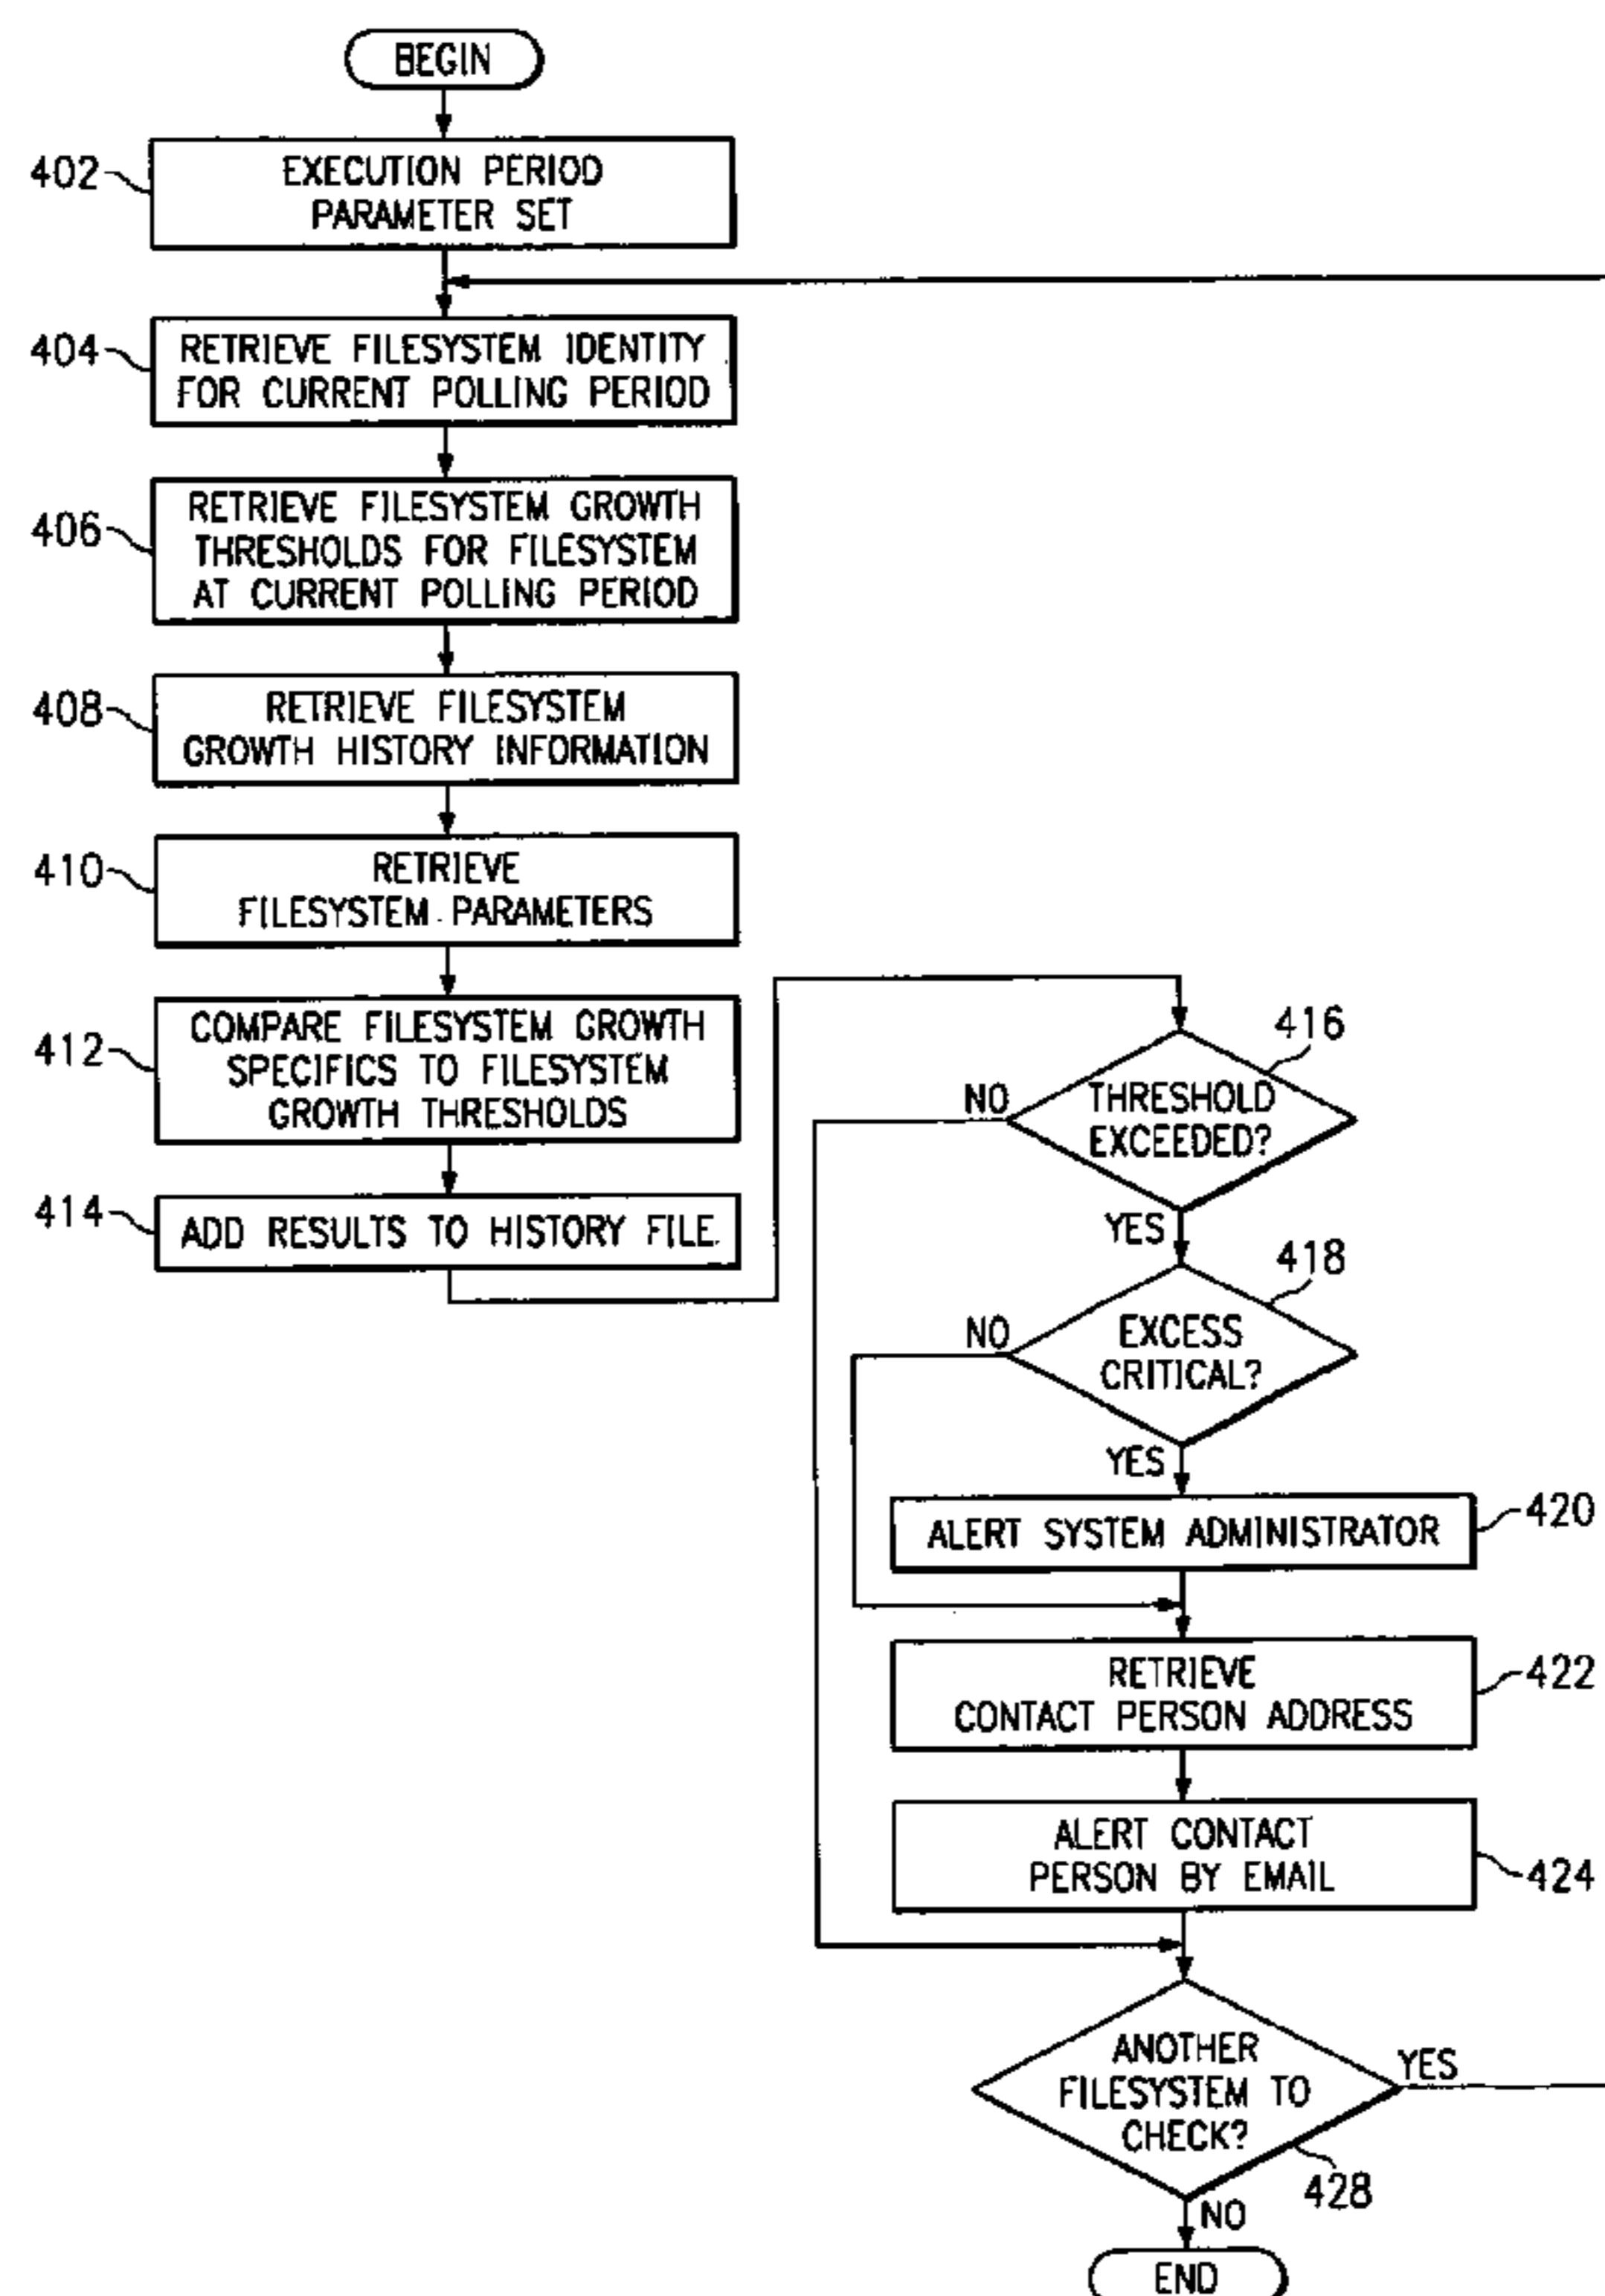 BEGIN
402
EXECUTION PERIOD
PARAMETER SET
404
RETRIEVE FILESYSTEM IDENTITY
FOR CURRENT POLLING PERIOD
406
RETRIEVE FILESYSTEM GROWTH
THRESHOLDS FOR FILESYSTEM
AT CURRENT POLLING PERIOD
408
RETRIEVE FILESYSTEM
GROWTH HISTORY INFORMATION
410
RETRIEVE
FILESYSTEM PARAMETERS
412
COMPARE FILESYSTEM GROWTH
SPECIFICS TO FILESYSTEM
GROWTH THRESHOLDS
414
ADD RESULTS TO HISTORY FILE
416
NO
THRESHOLD
EXCEEDED?
YES
418
NO
EXCESS
CRITICAL?
YES
ALERT SYSTEM ADMINISTRATOR
420
RETRIEVE
CONTACT PERSON ADDRESS
422
ALERT CONTACT
PERSON BY EMAIL
424
ANOTHER
FILESYSTEM TO
CHECK?
YES
428
NO
END